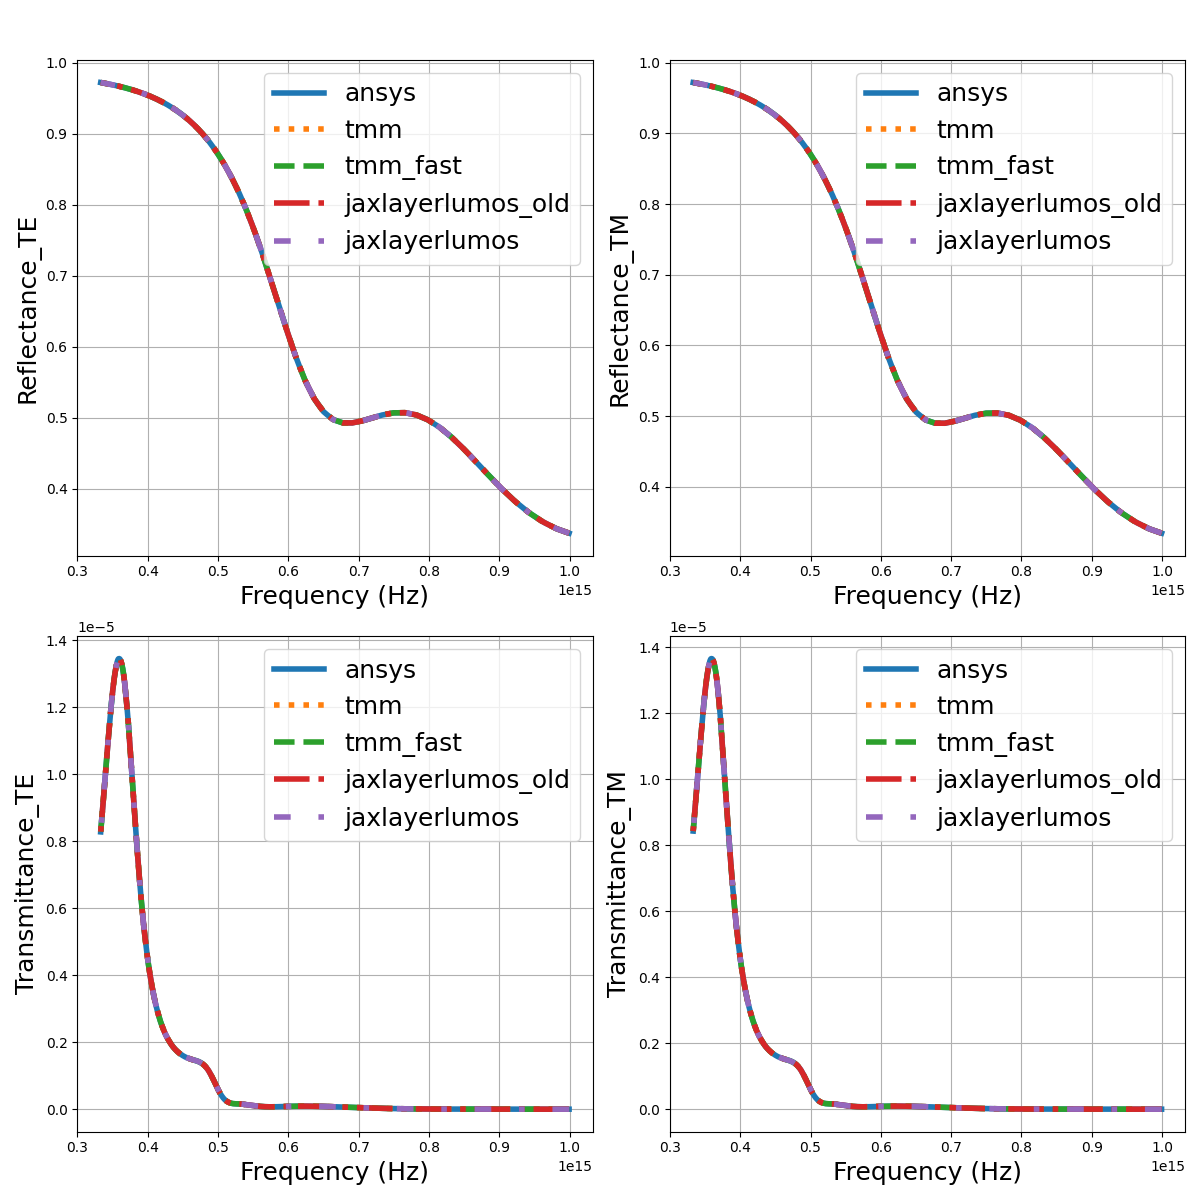 1.0
0.9
0.8
0.7
0.6
0.5
0.4
Reflectance_TE
ansys
tmm
tmm_fast
jaxlayerlumos_old
jaxlayerlumos
0.3 0.4 0.5 0.6 0.7 0.8 0.9 1.0
1e15
Frequency (Hz)
1.0
0.9
0.8
0.7
0.6
0.5
0.4
Reflectance_TM
ansys
tmm
tmm_fast
jaxlayerlumos_old
jaxlayerlumos
0.3 0.4 0.5 0.6 0.7 0.8 0.9 1.0
1e15
Frequency (Hz)
1e−5
1.4
1.2
1.0
0.8
0.6
0.4
0.2
0.0
Transmittance_TE
ansys
tmm
tmm_fast
jaxlayerlumos_old
jaxlayerlumos
0.3 0.4 0.5 0.6 0.7 0.8 0.9 1.0
1e15
Frequency (Hz)
1e−5
1.4
1.2
1.0
0.8
0.6
0.4
0.2
0.0
Transmittance_TM
ansys
tmm
tmm_fast
jaxlayerlumos_old
jaxlayerlumos
0.3 0.4 0.5 0.6 0.7 0.8 0.9 1.0
1e15
Frequency (Hz)